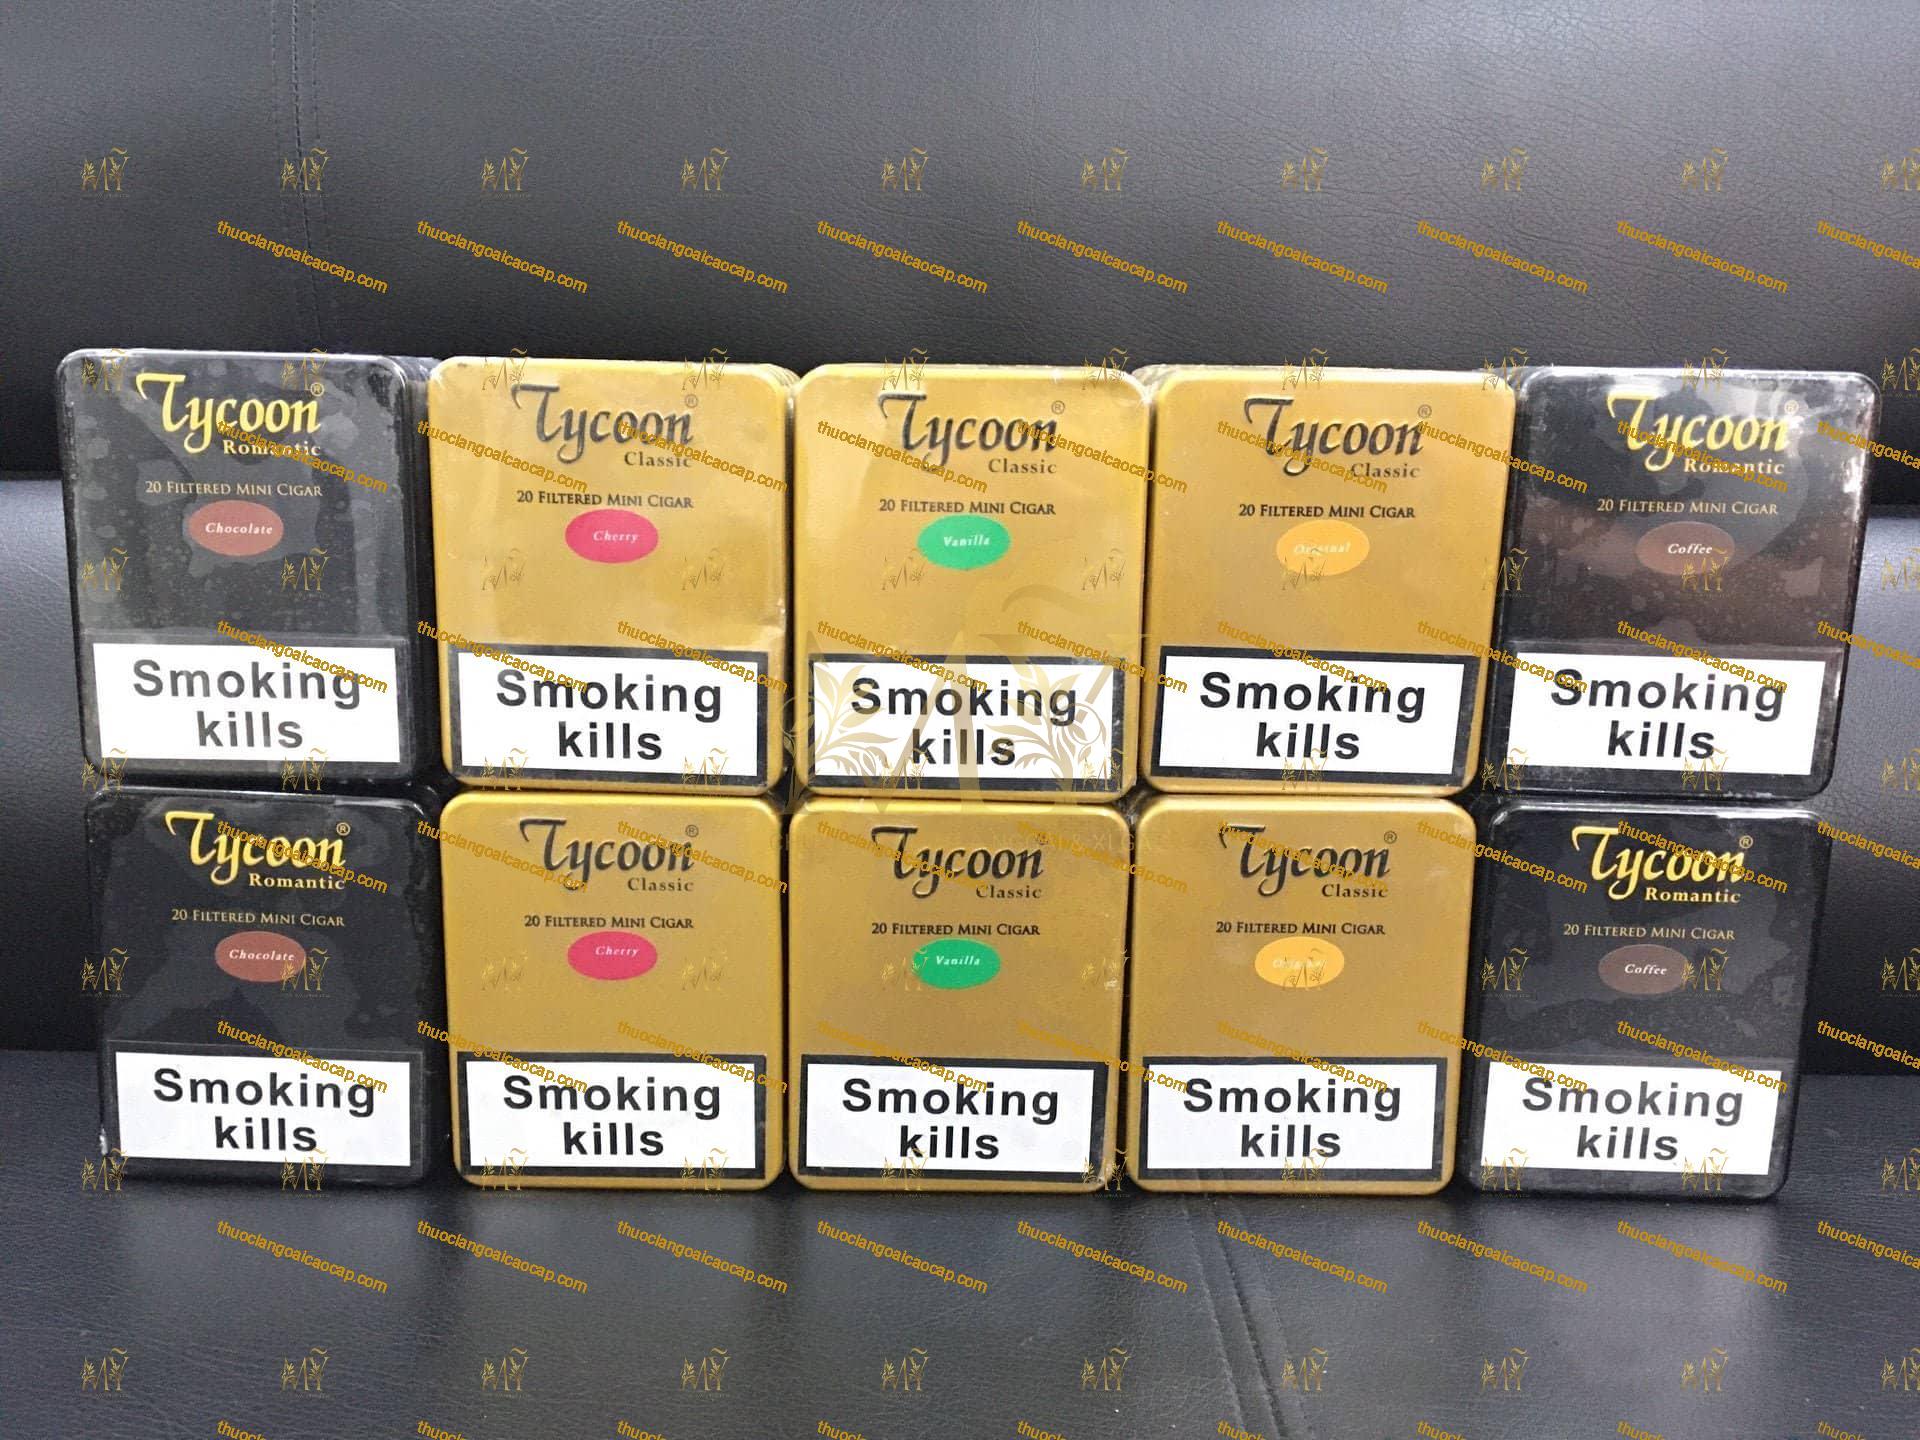 Tycoon®
Romantic
20 FILTERED MINI CIGAR
Chocolate
Smoking
kills
Tycoon®
Classic
20 FILTERED MINI CIGAR
Cherry
Smoking
kills
Tycoon®
Classic
20 FILTERED MINI CIGAR
Vanilla
Smoking
kills
Tycoon®
Classic
20 FILTERED MINI CIGAR
Original
Smoking
kills
Tycoon®
Romantic
20 FILTERED MINI CIGAR
Coffee
Smoking
kills
Tycoon®
Romantic
20 FILTERED MINI CIGAR
Chocolate
Smoking
kills
Tycoon®
Classic
20 FILTERED MINI CIGAR
Cherry
Smoking
kills
Tycoon®
Classic
20 FILTERED MINI CIGAR
Vanilla
Smoking
kills
Tycoon®
Classic
20 FILTERED MINI CIGAR
Smoking
kills
Tycoon®
Romantic
20 FILTERED MINI CIGAR
Coffee
Smoking
kills
thuoclangoaicaocap.com
MỸ